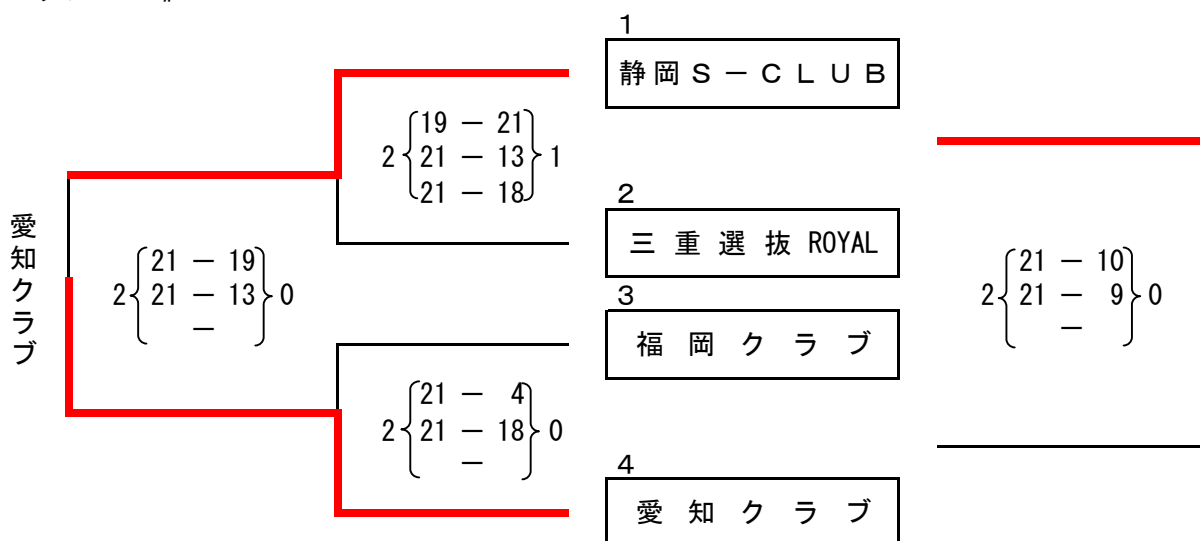 1
静岡S－CLUB
19 － 21
2 21 － 13 1
21 － 18
2
三重選抜ROYAL
愛知クラブ
21 － 19
2 21 － 13 0
－
21 － 10
2 21 － 9 0
－
3
福岡クラブ
21 － 4
2 21 － 18 0
－
4
愛知クラブ